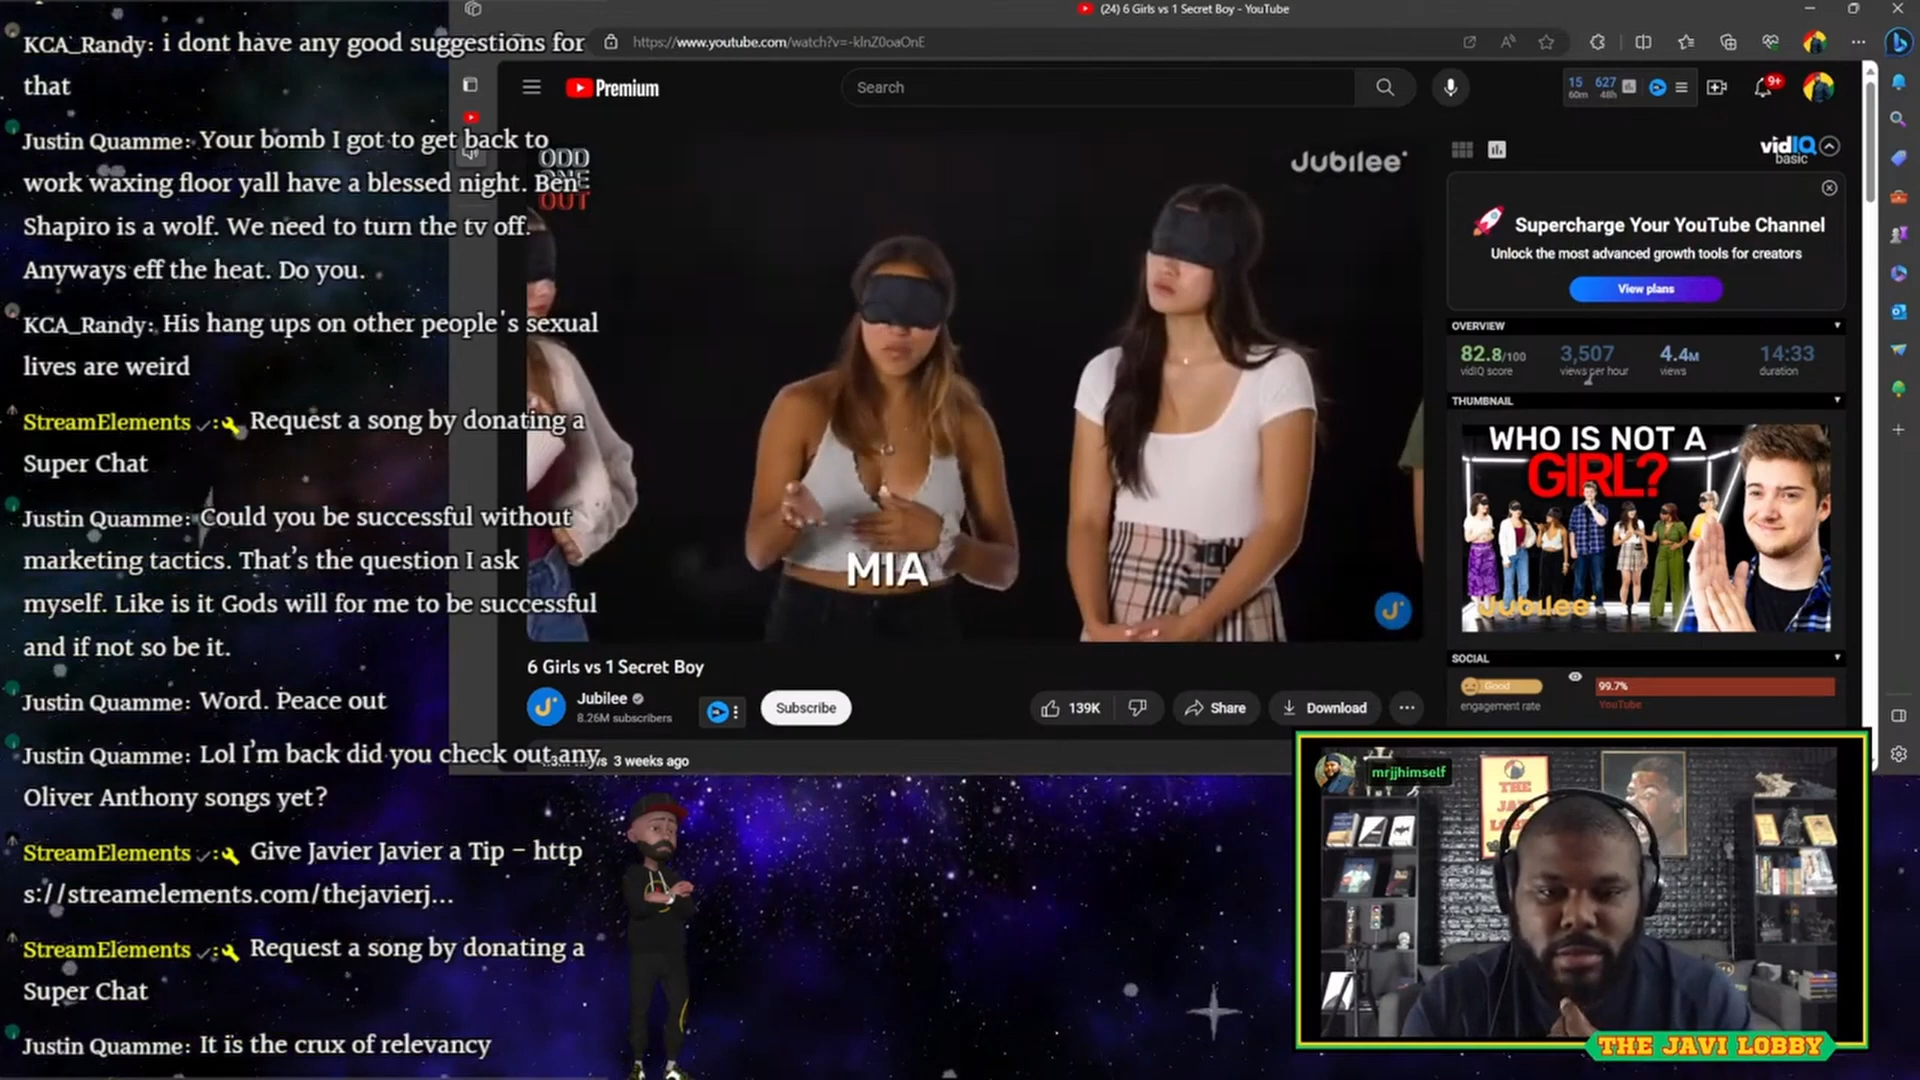 KCA_Randy: i dont have any good suggestions for
that
Justin Quamme: Your bomb I got to get back to
work waxing floor yall have a blessed night. Ben
Shapiro is a wolf. We need to turn the tv off.
Anyways eff the heat. Do you.
KCA_Randy: His hang ups on other people's sexual
lives are weird
StreamElements Request a song by donating a
Super Chat
Justin Quamme: Could you be successful without
marketing tactics. That's the question I ask
myself. Like is it Gods will for me to be successful
and if not so be it.
Justin Quamme: Word. Peace out
Justin Quamme: Lol I'm back did you check out any
Oliver Anthony songs yet?
StreamElements Give Javier Javier a Tip - http
s://streamelements.com/thejavierj...
StreamElements Request a song by donating a
Super Chat
Justin Quamme: It is the crux of relevancy
(24) 6 Girls vs 1 Secret Boy - YouTube
https://www.youtube.com/watch?v=-klnZ0oaOnE
Premium
Search
15 627
60m 48h
9+
ODD
ONE
OUT
Jubilee
MIA
6 Girls vs 1 Secret Boy
Jubilee
8.26M subscribers
Subscribe
139K
Share
Download
3 weeks ago
vidIQ
basic
Supercharge Your YouTube Channel
Unlock the most advanced growth tools for creators
View plans
OVERVIEW
82.8/100 3,507 4.4M 14:33
vidIQ score views per hour views duration
THUMBNAIL
WHO IS NOT A
GIRL?
Jubilee
SOCIAL
Good 99.7%
engagement rate YouTube
mrjjhimself
THE
THE JAVI LOBBY